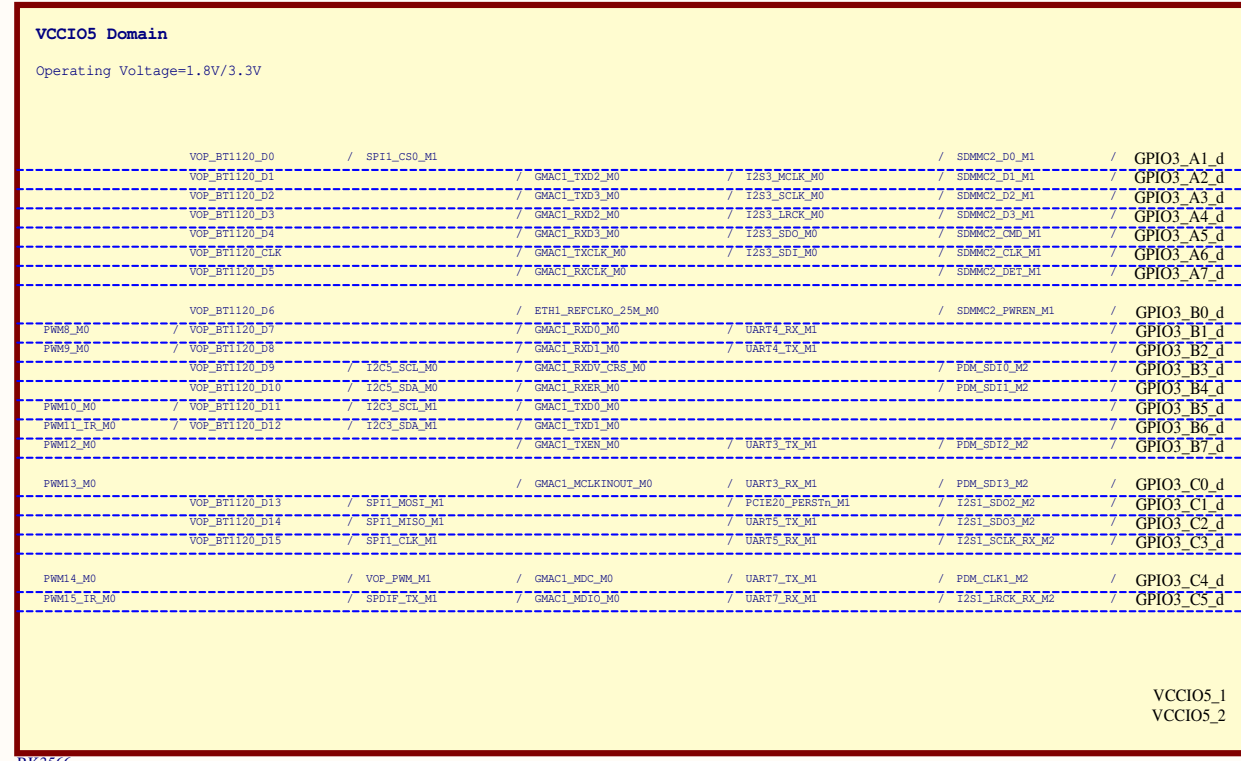 VCCIO5 Domain
Operating Voltage=1.8V/3.3V
VOP_BT1120_D0 / SPI1_CS0_M1 / SDMMC2_D0_M1 / GPIO3_A1_d
VOP_BT1120_D1 / GMAC1_TXD2_M0 / I2S3_MCLK_M0 / SDMMC2_D1_M1 / GPIO3_A2_d
VOP_BT1120_D2 / GMAC1_TXD3_M0 / I2S3_SCLK_M0 / SDMMC2_D2_M1 / GPIO3_A3_d
VOP_BT1120_D3 / GMAC1_RXD2_M0 / I2S3_LRCK_M0 / SDMMC2_D3_M1 / GPIO3_A4_d
VOP_BT1120_D4 / GMAC1_RXD3_M0 / I2S3_SDO_M0 / SDMMC2_CMD_M1 / GPIO3_A5_d
VOP_BT1120_CLK / GMAC1_TXCLK_M0 / I2S3_SDI_M0 / SDMMC2_CLK_M1 / GPIO3_A6_d
VOP_BT1120_D5 / GMAC1_RXCLK_M0 / SDMMC2_DET_M1 / GPIO3_A7_d
VOP_BT1120_D6 / ETH1_REFCLKO_25M_M0 / SDMMC2_PWREN_M1 / GPIO3_B0_d
PWM8_M0 / VOP_BT1120_D7 / GMAC1_RXD0_M0 / UART4_RX_M1 / GPIO3_B1_d
PWM9_M0 / VOP_BT1120_D8 / GMAC1_RXD1_M0 / UART4_TX_M1 / GPIO3_B2_d
VOP_BT1120_D9 / I2C5_SCL_M0 / GMAC1_RXDV_CRS_M0 / PDM_SDI0_M2 / GPIO3_B3_d
VOP_BT1120_D10 / I2C5_SDA_M0 / GMAC1_RXER_M0 / PDM_SDI1_M2 / GPIO3_B4_d
PWM10_M0 / VOP_BT1120_D11 / I2C3_SCL_M1 / GMAC1_TXD0_M0 / GPIO3_B5_d
PWM11_IR_M0 / VOP_BT1120_D12 / I2C3_SDA_M1 / GMAC1_TXD1_M0 / GPIO3_B6_d
PWM12_M0 / GMAC1_TXEN_M0 / UART3_TX_M1 / PDM_SDI2_M2 / GPIO3_B7_d
PWM13_M0 / GMAC1_MCLKINOUT_M0 / UART3_RX_M1 / PDM_SDI3_M2 / GPIO3_C0_d
VOP_BT1120_D13 / SPI1_MOSI_M1 / PCIE20_PERSTn_M1 / I2S1_SDO2_M2 / GPIO3_C1_d
VOP_BT1120_D14 / SPI1_MISO_M1 / UART5_TX_M1 / I2S1_SDO3_M2 / GPIO3_C2_d
VOP_BT1120_D15 / SPI1_CLK_M1 / UART5_RX_M1 / I2S1_SCLK_RX_M2 / GPIO3_C3_d
PWM14_M0 / VOP_PWM_M1 / GMAC1_MDC_M0 / UART7_TX_M1 / PDM_CLK1_M2 / GPIO3_C4_d
PWM15_IR_M0 / SPDIF_TX_M1 / GMAC1_MDIO_M0 / UART7_RX_M1 / I2S1_LRCK_RX_M2 / GPIO3_C5_d
VCCIO5_1
VCCIO5_2